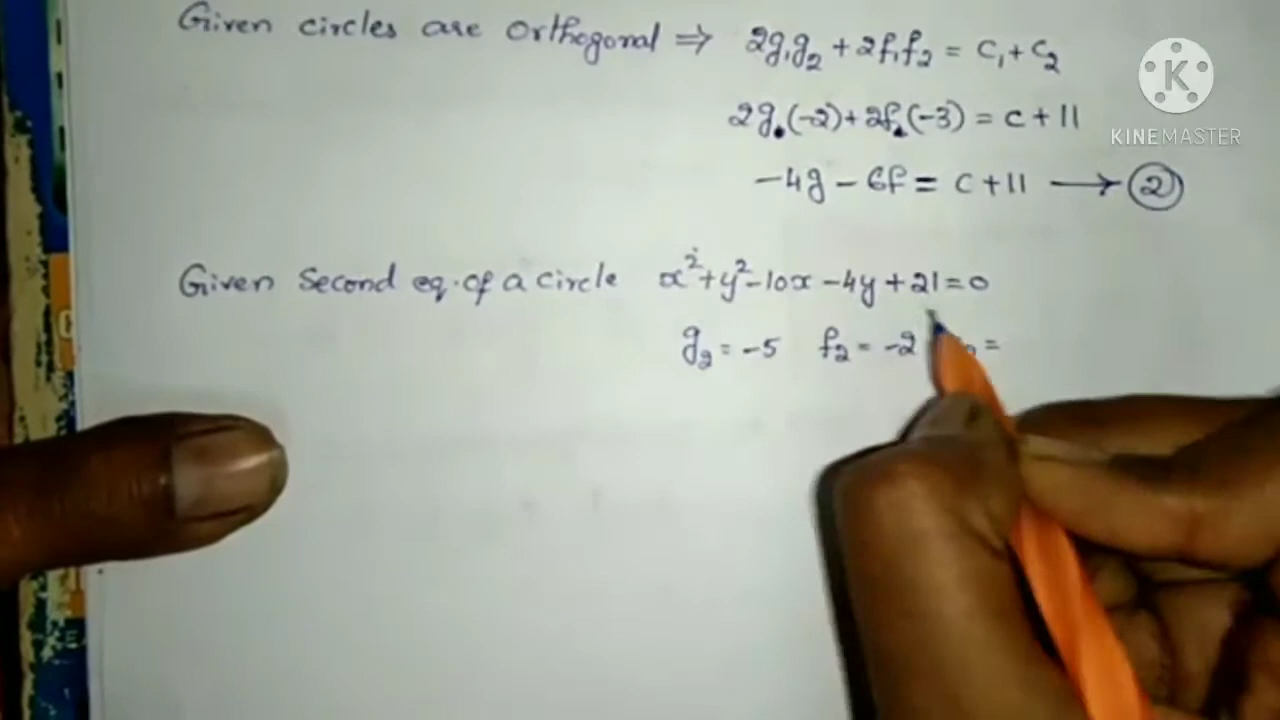 Given circles are orthogonal ⇒ 2g₁g₂ + 2f₁f₂ = c₁ + c₂
2g.(-2) + 2f.(-3) = c + 11
-4g - 6f = c + 11 → ②
Given Second eq. of a circle x² + y² - 10x - 4y + 21 = 0
g₂ = -5 f₂ = -2 =
K
KINEMASTER